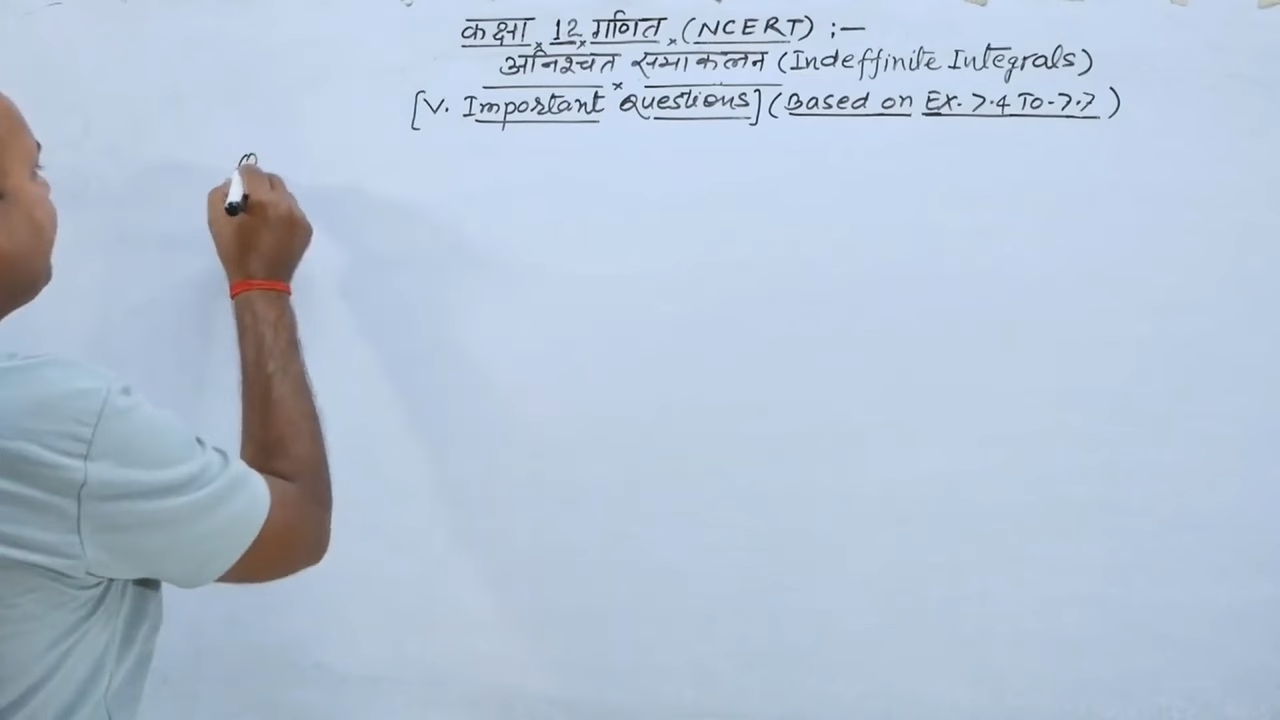 कक्षा 12 गणित (NCERT) :-
अनिश्चत समाकलन (Indeffinite Integrals)
[V. Important Questions] (Based on Ex. 7.4 To- 7.7)